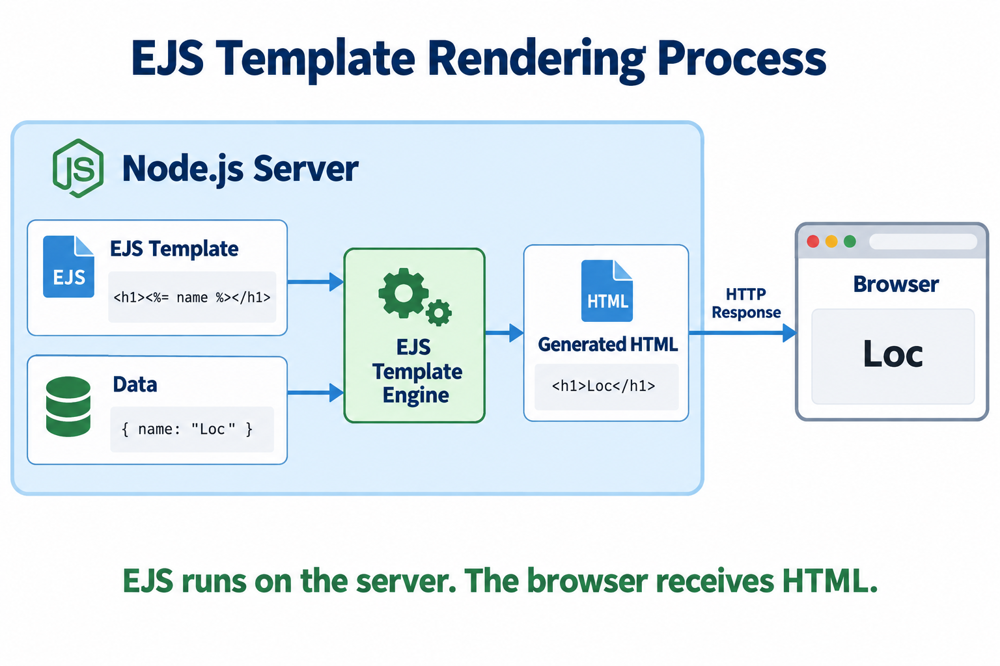 EJS Template Rendering Process
JS
Node.js Server
EJS
EJS Template
<h1><%= name %></h1>
Data
{ name: "Loc" }
EJS
Template
Engine
HTML
Generated HTML
<h1>Loc</h1>
HTTP
Response
Browser
Loc
EJS runs on the server. The browser receives HTML.